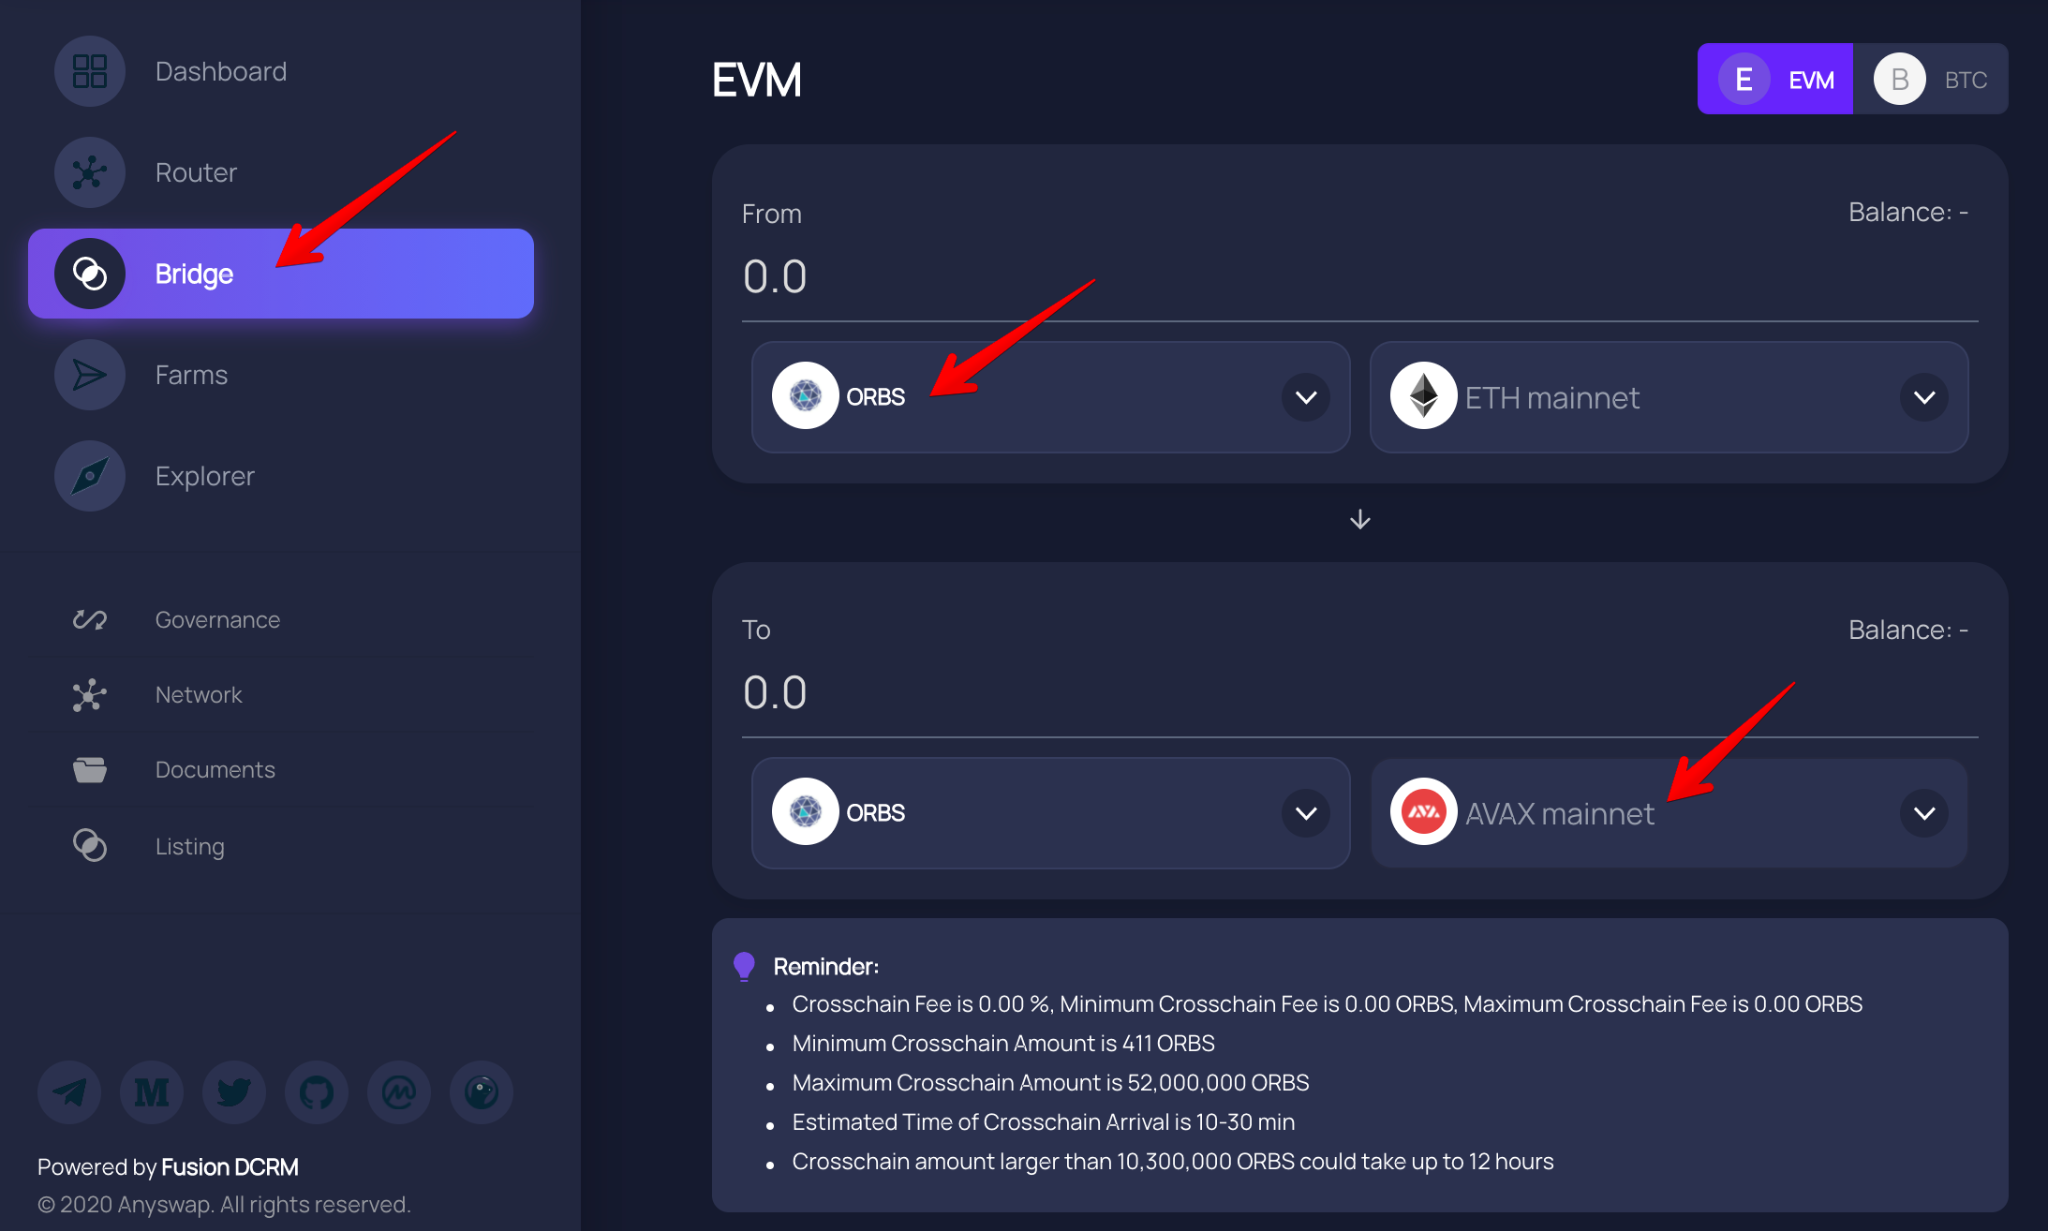 Dashboard
Router
Bridge
Farms
Explorer
Governance
Network
Documents
Listing
M
Powered by Fusion DCRM
© 2020 Anyswap. All rights reserved.
EVM
E EVM B BTC
From Balance: -
0.0
ORBS ETH mainnet
To Balance: -
0.0
ORBS AVAX mainnet
Reminder:
Crosschain Fee is 0.00 %, Minimum Crosschain Fee is 0.00 ORBS, Maximum Crosschain Fee is 0.00 ORBS
Minimum Crosschain Amount is 411 ORBS
Maximum Crosschain Amount is 52,000,000 ORBS
Estimated Time of Crosschain Arrival is 10-30 min
Crosschain amount larger than 10,300,000 ORBS could take up to 12 hours